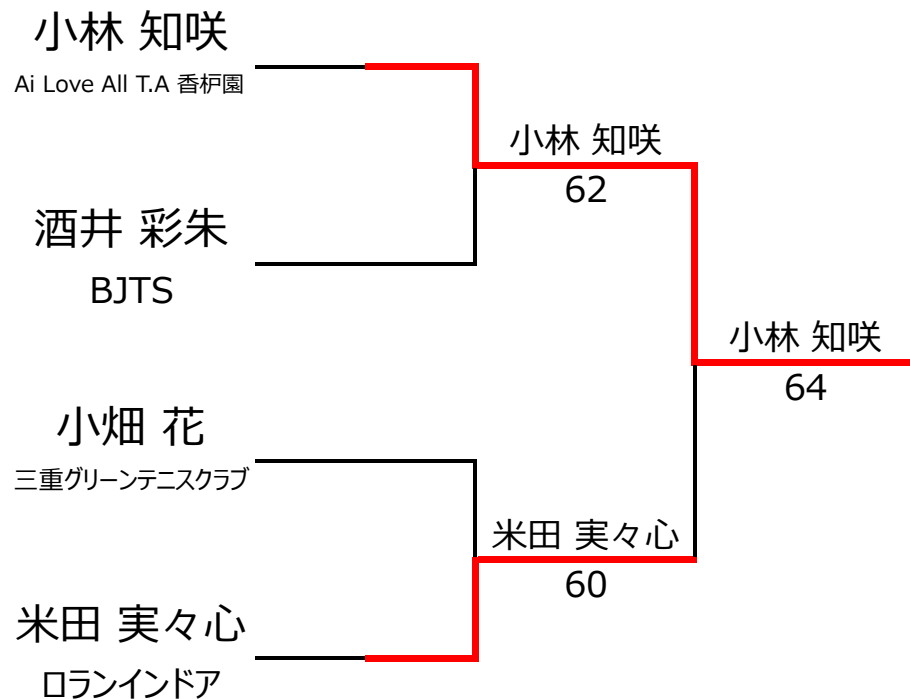 小林 知咲
Ai Love All T.A 香枦園
小林 知咲
62
酒井 彩朱
BJTS
小林 知咲
64
小畑 花
三重グリーンテニスクラブ
米田 実々心
60
米田 実々心
ロランインドア